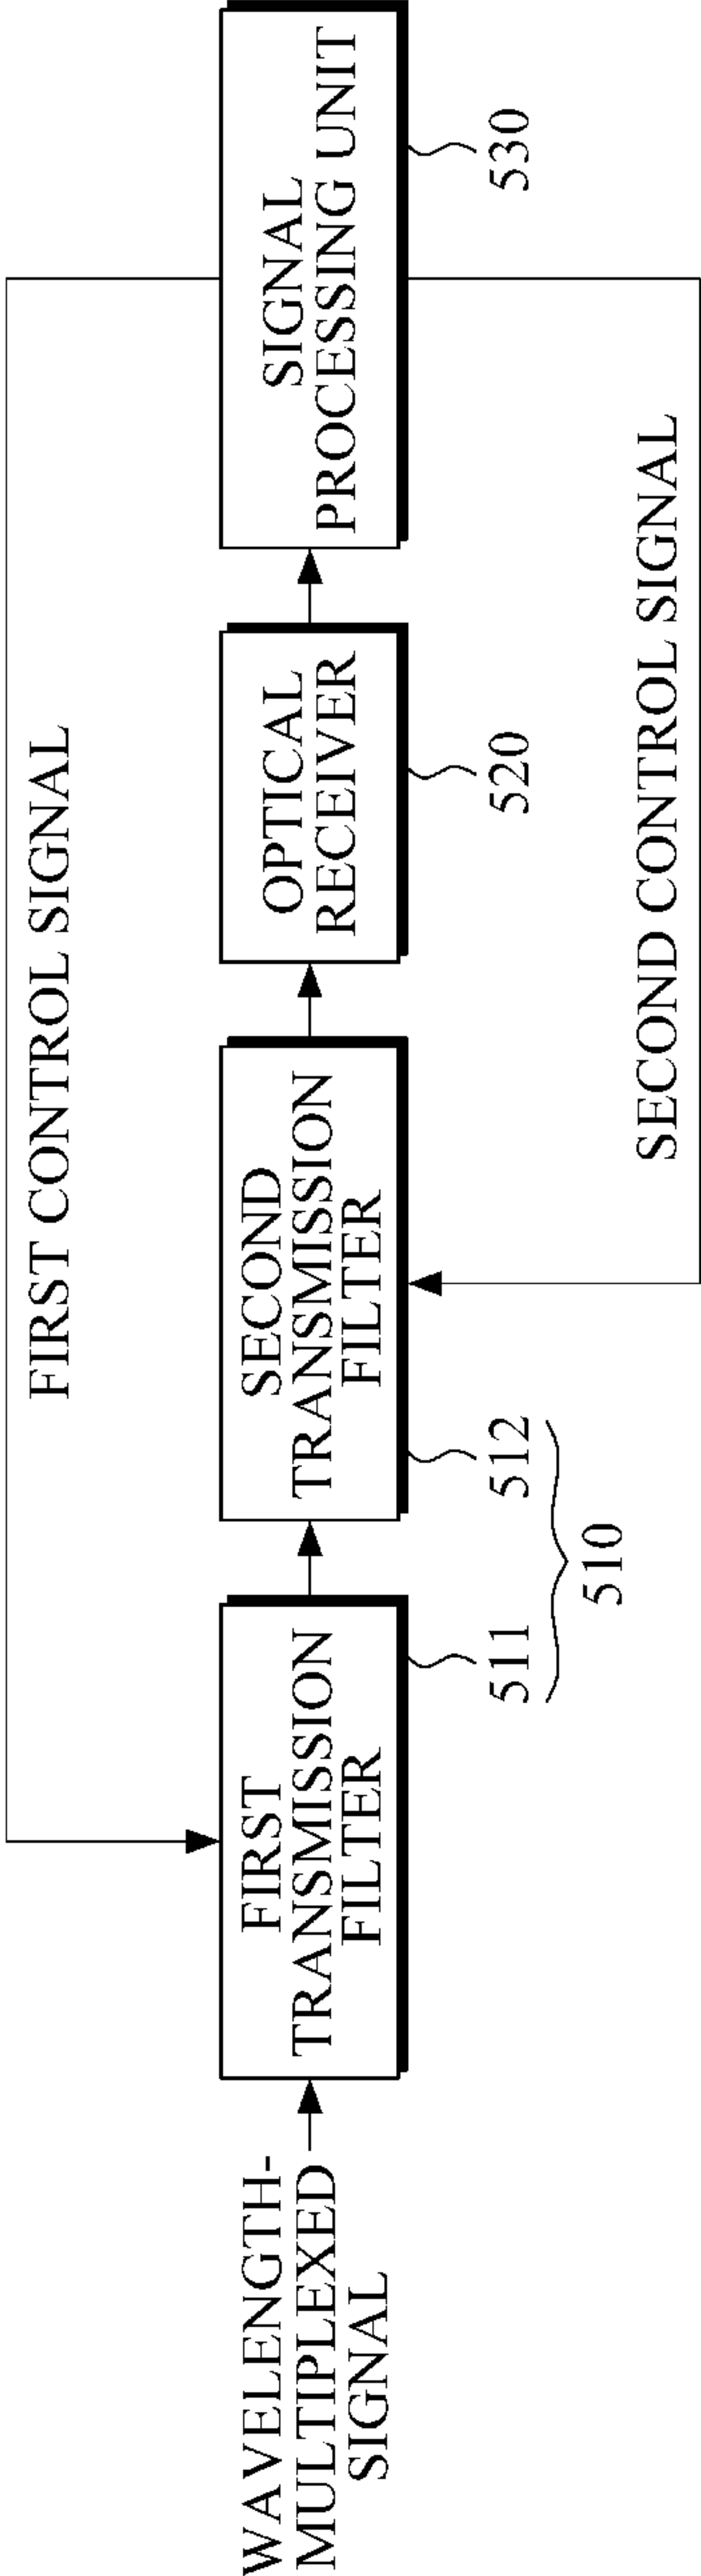 FIRST CONTROL SIGNAL
WAVELENGTH-
MULTIPLEXED
SIGNAL
FIRST
TRANSMISSION
FILTER
SECOND
TRANSMISSION
FILTER
OPTICAL
RECEIVER
SIGNAL
PROCESSING UNIT
511
512
520
530
510
SECOND CONTROL SIGNAL